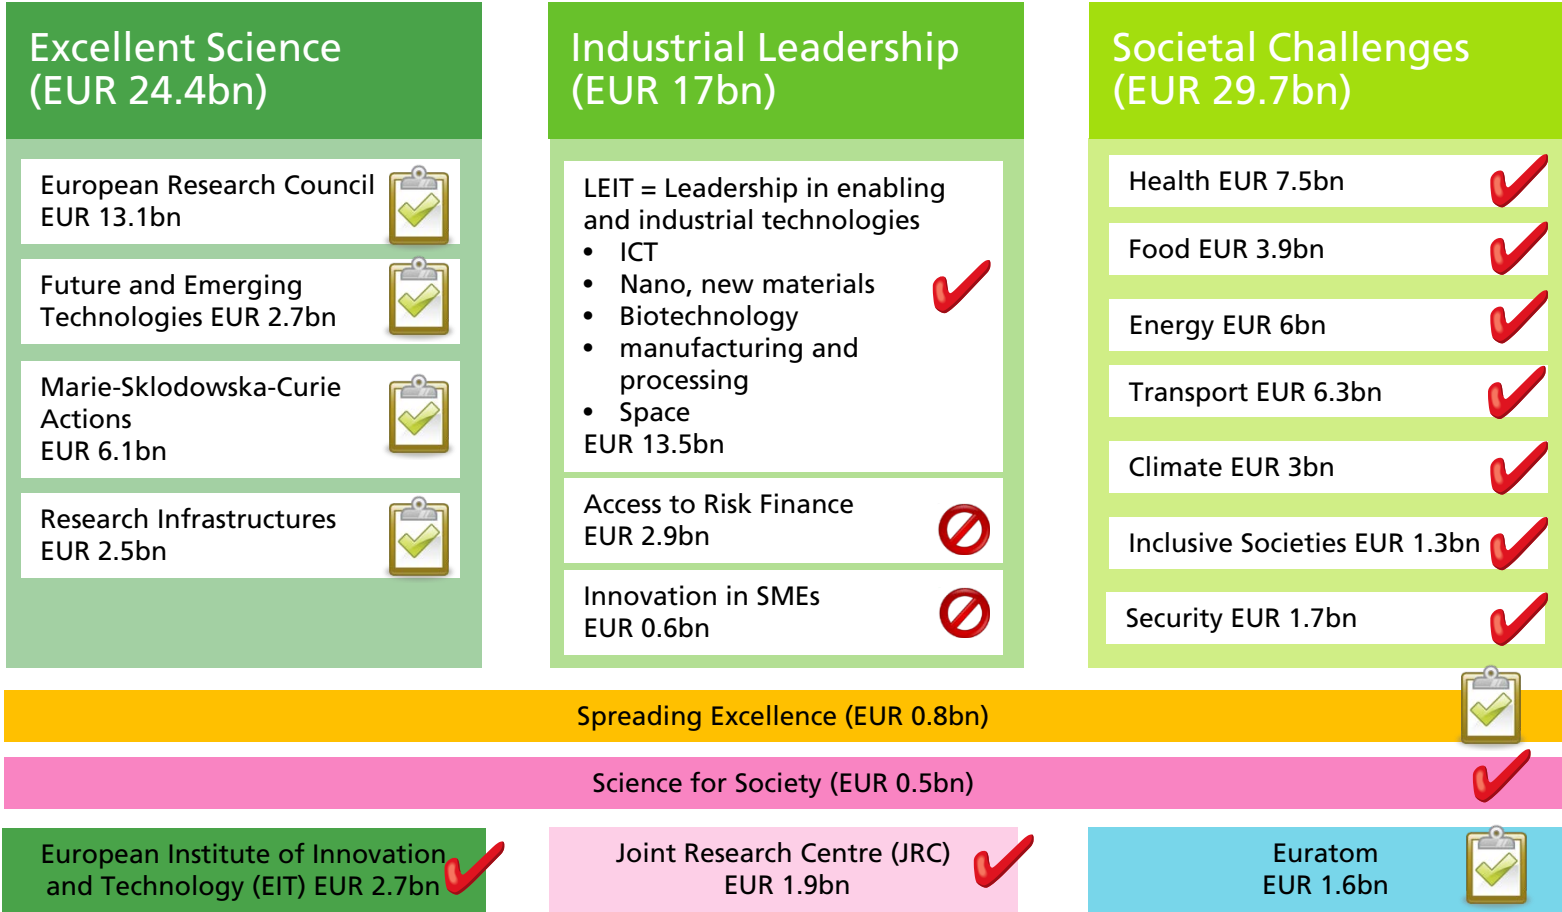 Excellent Science
(EUR 24.4bn)
European Research Council
EUR 13.1bn
Future and Emerging
Technologies EUR 2.7bn
Marie-Sklodowska-Curie
Actions
EUR 6.1bn
Research Infrastructures
EUR 2.5bn
Industrial Leadership
(EUR 17bn)
LEIT = Leadership in enabling
and industrial technologies
• ICT
• Nano, new materials
• Biotechnology
• manufacturing and
processing
• Space
EUR 13.5bn
Access to Risk Finance
EUR 2.9bn
Innovation in SMEs
EUR 0.6bn
Societal Challenges
(EUR 29.7bn)
Health EUR 7.5bn
Food EUR 3.9bn
Energy EUR 6bn
Transport EUR 6.3bn
Climate EUR 3bn
Inclusive Societies EUR 1.3bn
Security EUR 1.7bn
Spreading Excellence (EUR 0.8bn)
Science for Society (EUR 0.5bn)
European Institute of Innovation
and Technology (EIT) EUR 2.7bn
Joint Research Centre (JRC)
EUR 1.9bn
Euratom
EUR 1.6bn